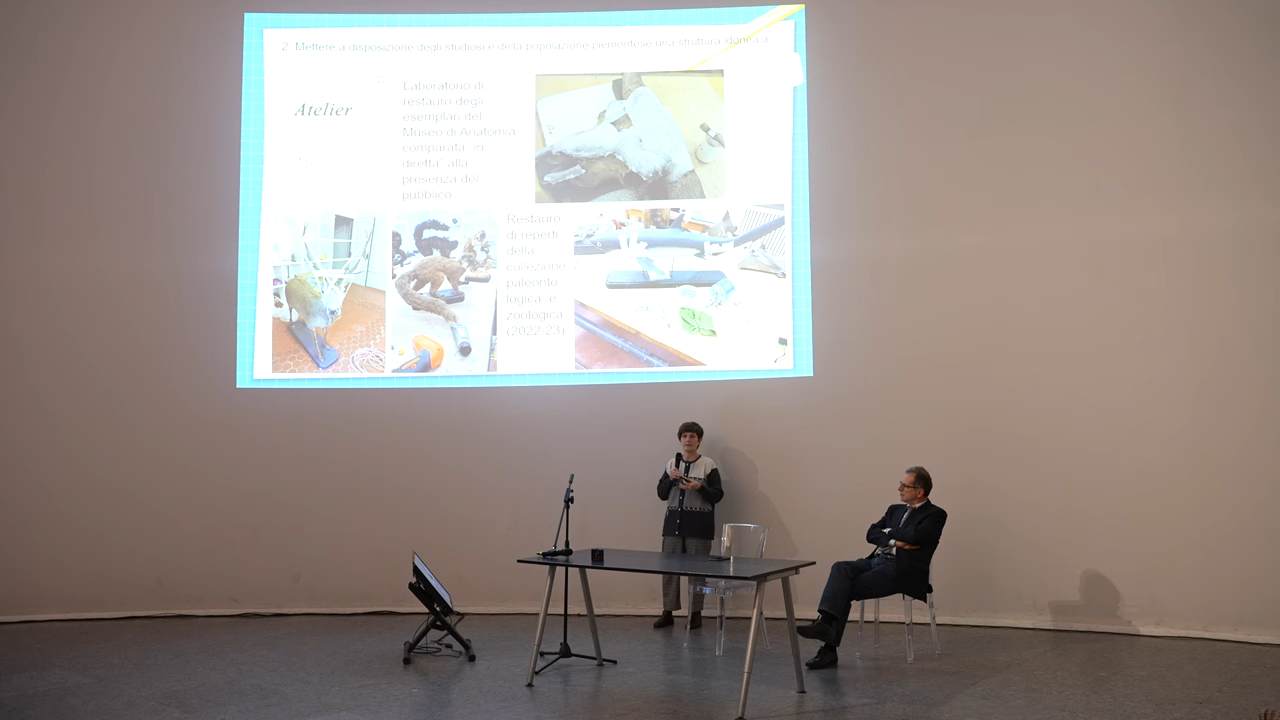 2. Mettere a disposizione degli studiosi e della popolazione piemontese una struttura idonea a
Atelier
Laboratorio di
restauro degli
esemplari del
Museo di Anatomia
comparata "in
diretta" alla
presenza del
pubblico
Restauro
di reperti
della
collezione
paleonto
logica e
zoologica
(2022-23)